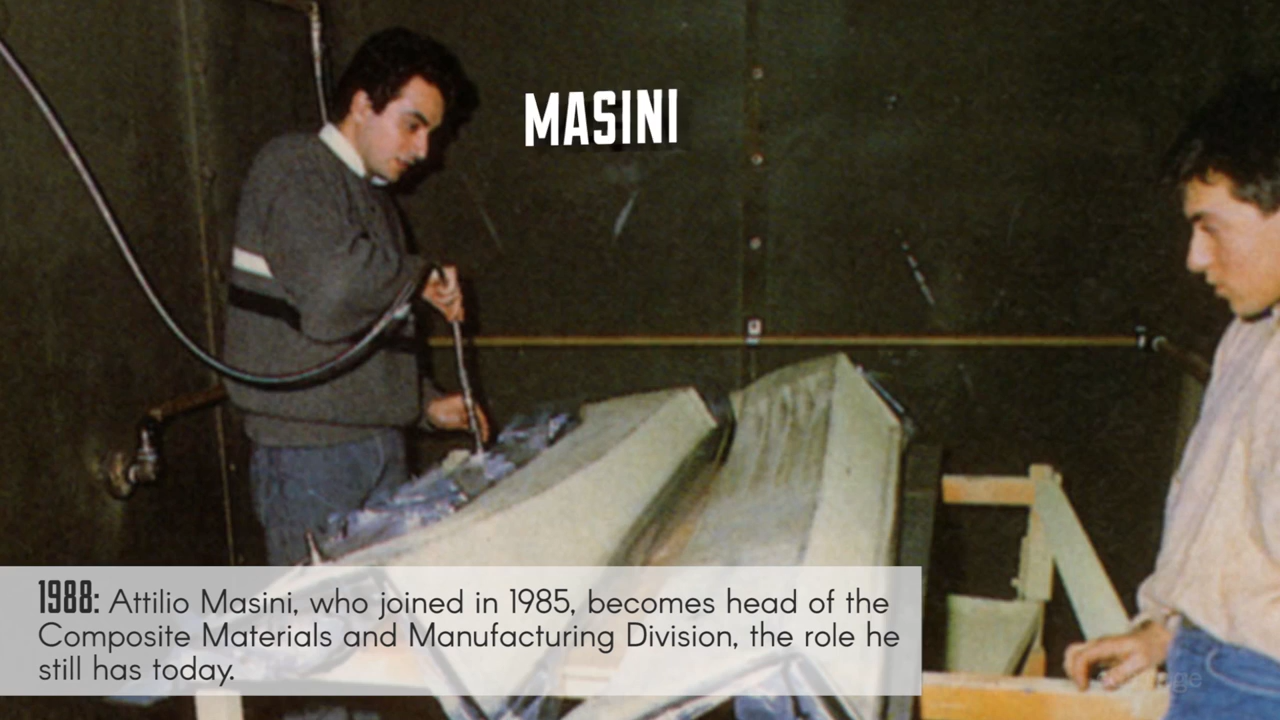 MASINI
1988: Attilio Masini, who joined in 1985, becomes head of the
Composite Materials and Manufacturing Division, the role he
still has today.